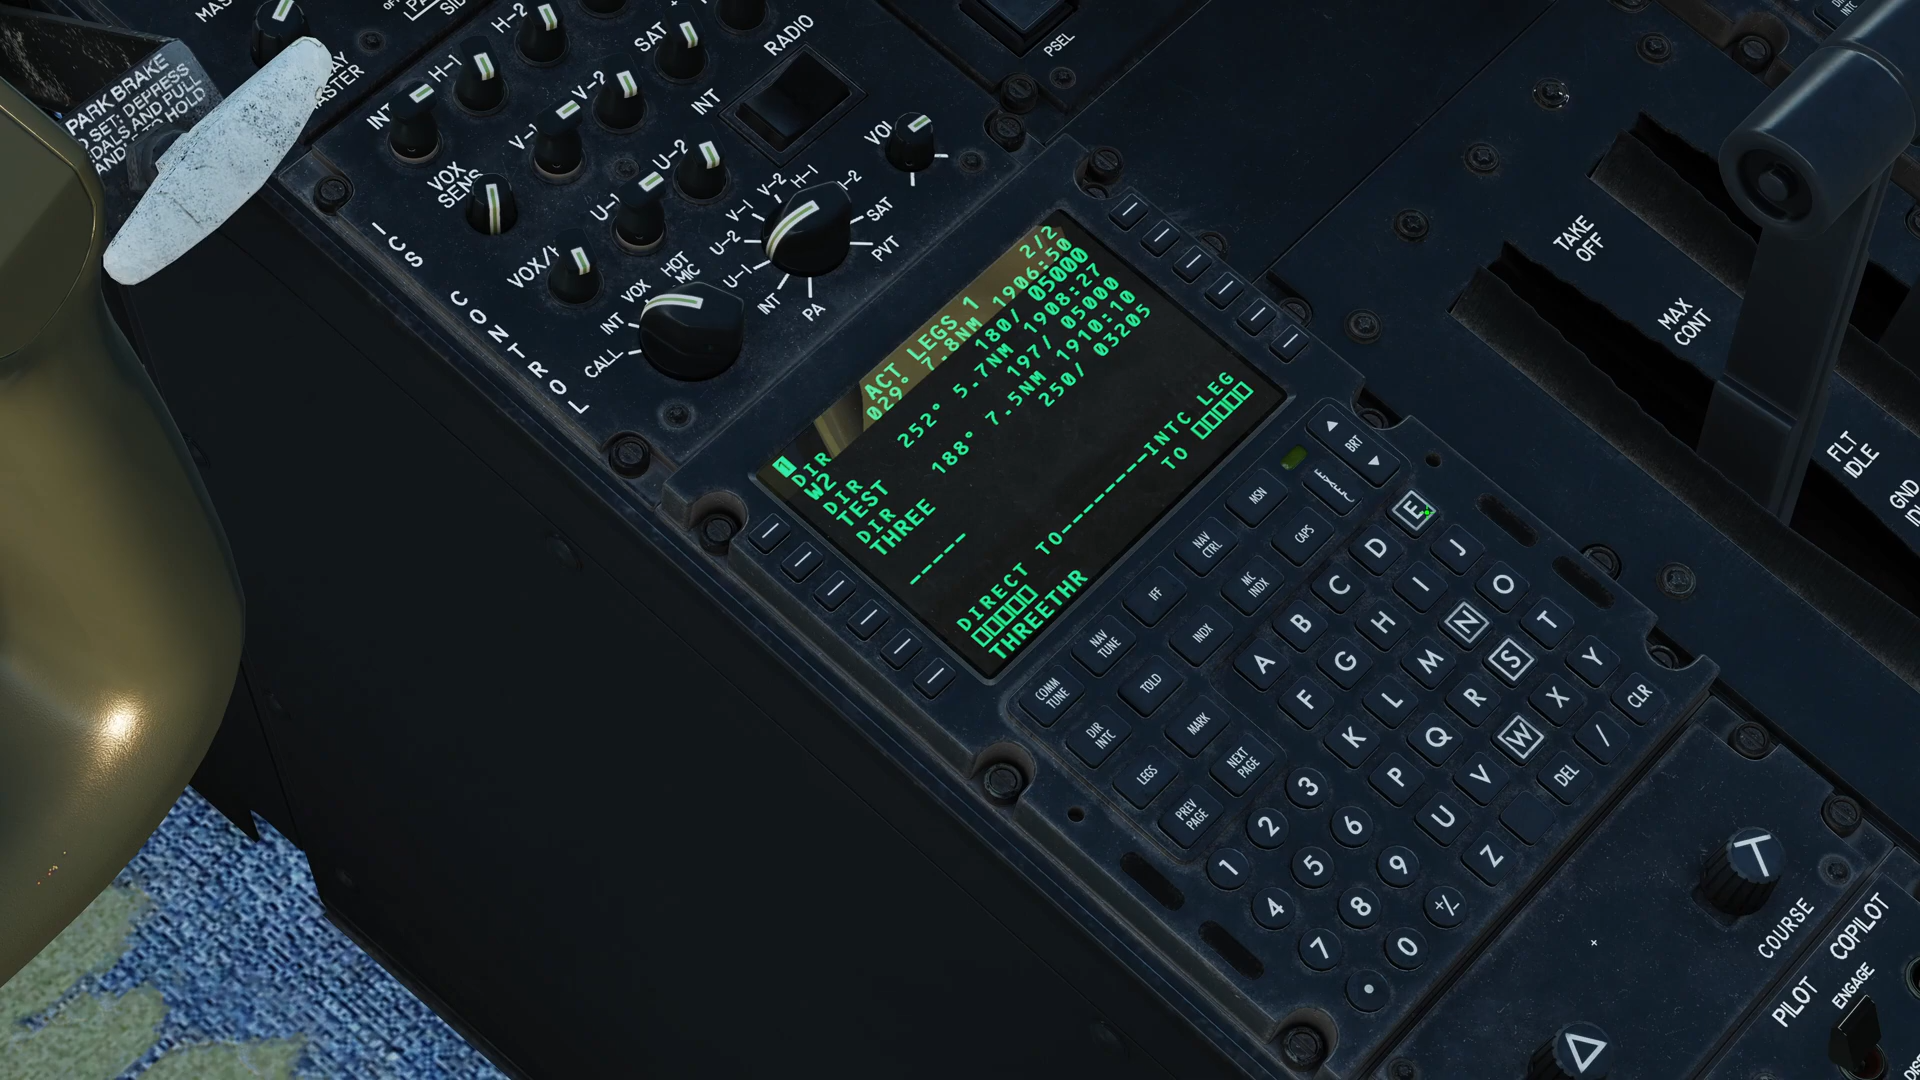 PARK BRAKE
SET: DEPRESS
PEDALS AND PULL
HOLD
INT
H-1
H-2
SAT
RADIO
V-1
V-2
INT
VOX
SENS
U-1
U-2
INT
U-1
U-2
V-1
V-2
H-1
SAT
PVT
PA
CALL
INT
VOX
HOT
MIC
ICS CONTROL
PSEL
ACT LEGS 1 2/2
029° 7.8NM 1906:50
1 DIR 180/ 05000
W2 252° 5.7NM 1908:27
DIR 197/ 05000
TEST 188° 7.5NM 1910:10
DIR 250/ 03205
THREE
-----
DIRECT TO--------INTC LEG
TO
THREETHR
BRT
MSN
NAV
CTRL
CAPS
IFF
MC
INDX
NAV
TUNE
INDX
COMM
TUNE
TOLD
DIR
INTC
MARK
LEGS
NEXT
PAGE
PREV
PAGE
A B C D E
F G H I J
K L M N O
P Q R S T
U V W X Y
Z DEL / CLR
1 2 3
4 5 6
7 8 9
. 0 +/-
TAKE
OFF
MAX
CONT
FLT
IDLE
GND
COURSE
PILOT
COPILOT
ENGAGE